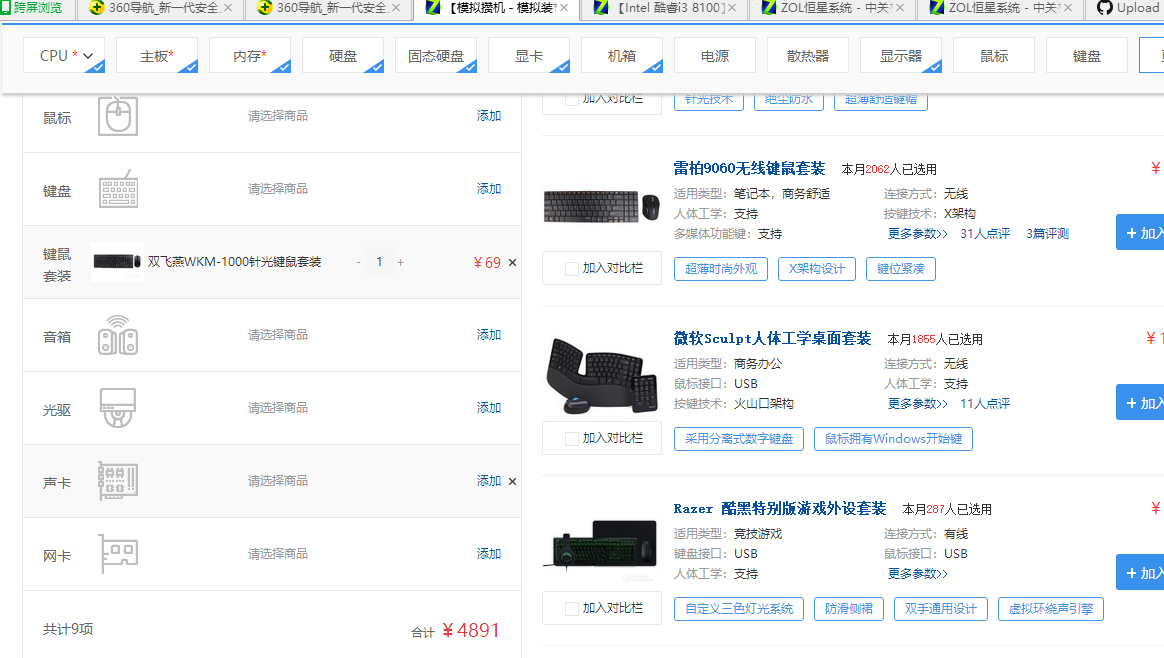 跨屏浏览 360导航_新一代安全. × 360导航_新一代安全. × 【模拟攒机 - 模拟装 × 【Intel 酷睿i3 8100】 × ZOL恒星系统 - 中关 × ZOL恒星系统 - 中关 × Upload
CPU * 主板* 内存* 硬盘 固态硬盘 显卡 机箱 电源 散热器 显示器 鼠标 键盘
鼠标 请选择商品 添加
键盘 请选择商品 添加
键鼠套装 双飞燕WKM-1000针光键鼠套装 - 1 + ¥69 ×
音箱 请选择商品 添加
光驱 请选择商品 添加
声卡 请选择商品 添加 ×
网卡 请选择商品 添加
共计9项 合计 ¥4891
加入对比栏 针光技术 绝尘防水 超薄舒适键帽
雷柏9060无线键鼠套装 本月2062人已选用 ¥
适用类型：笔记本，商务舒适 连接方式：无线
人体工学：支持 按键技术：X架构
多媒体功能键：支持 更多参数>> 31人点评 3篇评测
+ 加入
加入对比栏 超薄时尚外观 X架构设计 键位紧凑
微软Sculpt人体工学桌面套装 本月1855人已选用 ¥1
适用类型：商务办公 连接方式：无线
鼠标接口：USB 人体工学：支持
按键技术：火山口架构 更多参数>> 11人点评
+ 加入
加入对比栏 采用分离式数字键盘 鼠标拥有Windows开始键
Razer 酷黑特别版游戏外设套装 本月287人已选用 ¥
适用类型：竞技游戏 连接方式：有线
键盘接口：USB 鼠标接口：USB
人体工学：支持 更多参数>>
+ 加入
加入对比栏 自定义三色灯光系统 防滑侧裙 双手通用设计 虚拟环绕声引擎